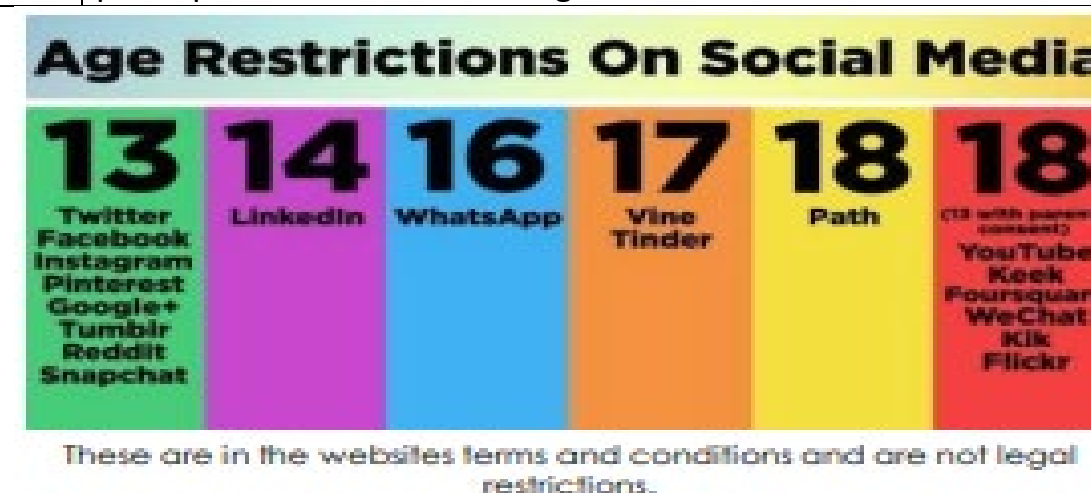 Age Restrictions On Social Media
13
Twitter
Facebook
Instagram
Pinterest
Google+
Tumblr
Reddit
Snapchat
14
LinkedIn
16
WhatsApp
17
Vine
Tinder
18
Path
18
(13 with paren
consent)
YouTube
Keek
Foursquar
WeChat
Kik
Flickr
These are in the websites terms and conditions and are not legal
restrictions.